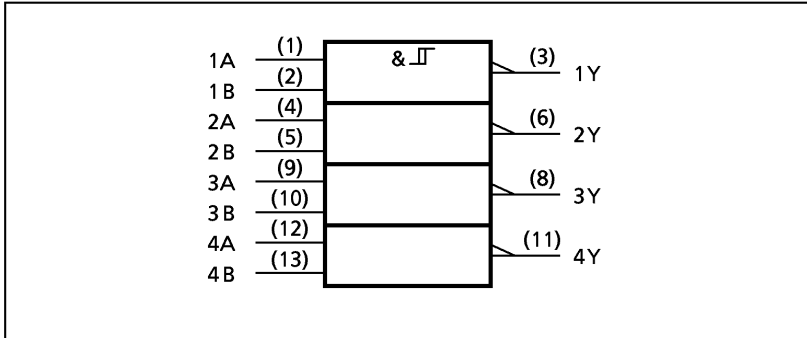 1A (1) & (3) 1Y
1B (2)
2A (4) (6) 2Y
2B (5)
3A (9) (8) 3Y
3B (10)
4A (12) (11) 4Y
4B (13)